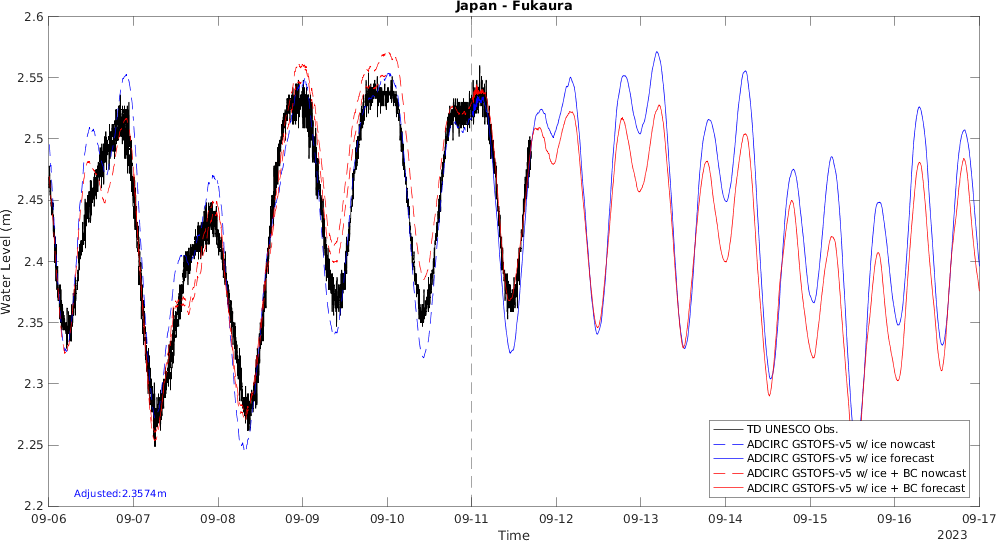 Japan - Fukaura
2.6
2.55
2.5
2.45
2.4
2.35
2.3
2.25
2.2
Water Level (m)
TD UNESCO Obs.
ADCIRC GSTOFS-v5 w/ ice nowcast
ADCIRC GSTOFS-v5 w/ ice forecast
ADCIRC GSTOFS-v5 w/ ice + BC nowcast
ADCIRC GSTOFS-v5 w/ ice + BC forecast
Adjusted:2.3574m
09-06 09-07 09-08 09-09 09-10 09-11 09-12 09-13 09-14 09-15 09-16 09-17
Time
2023